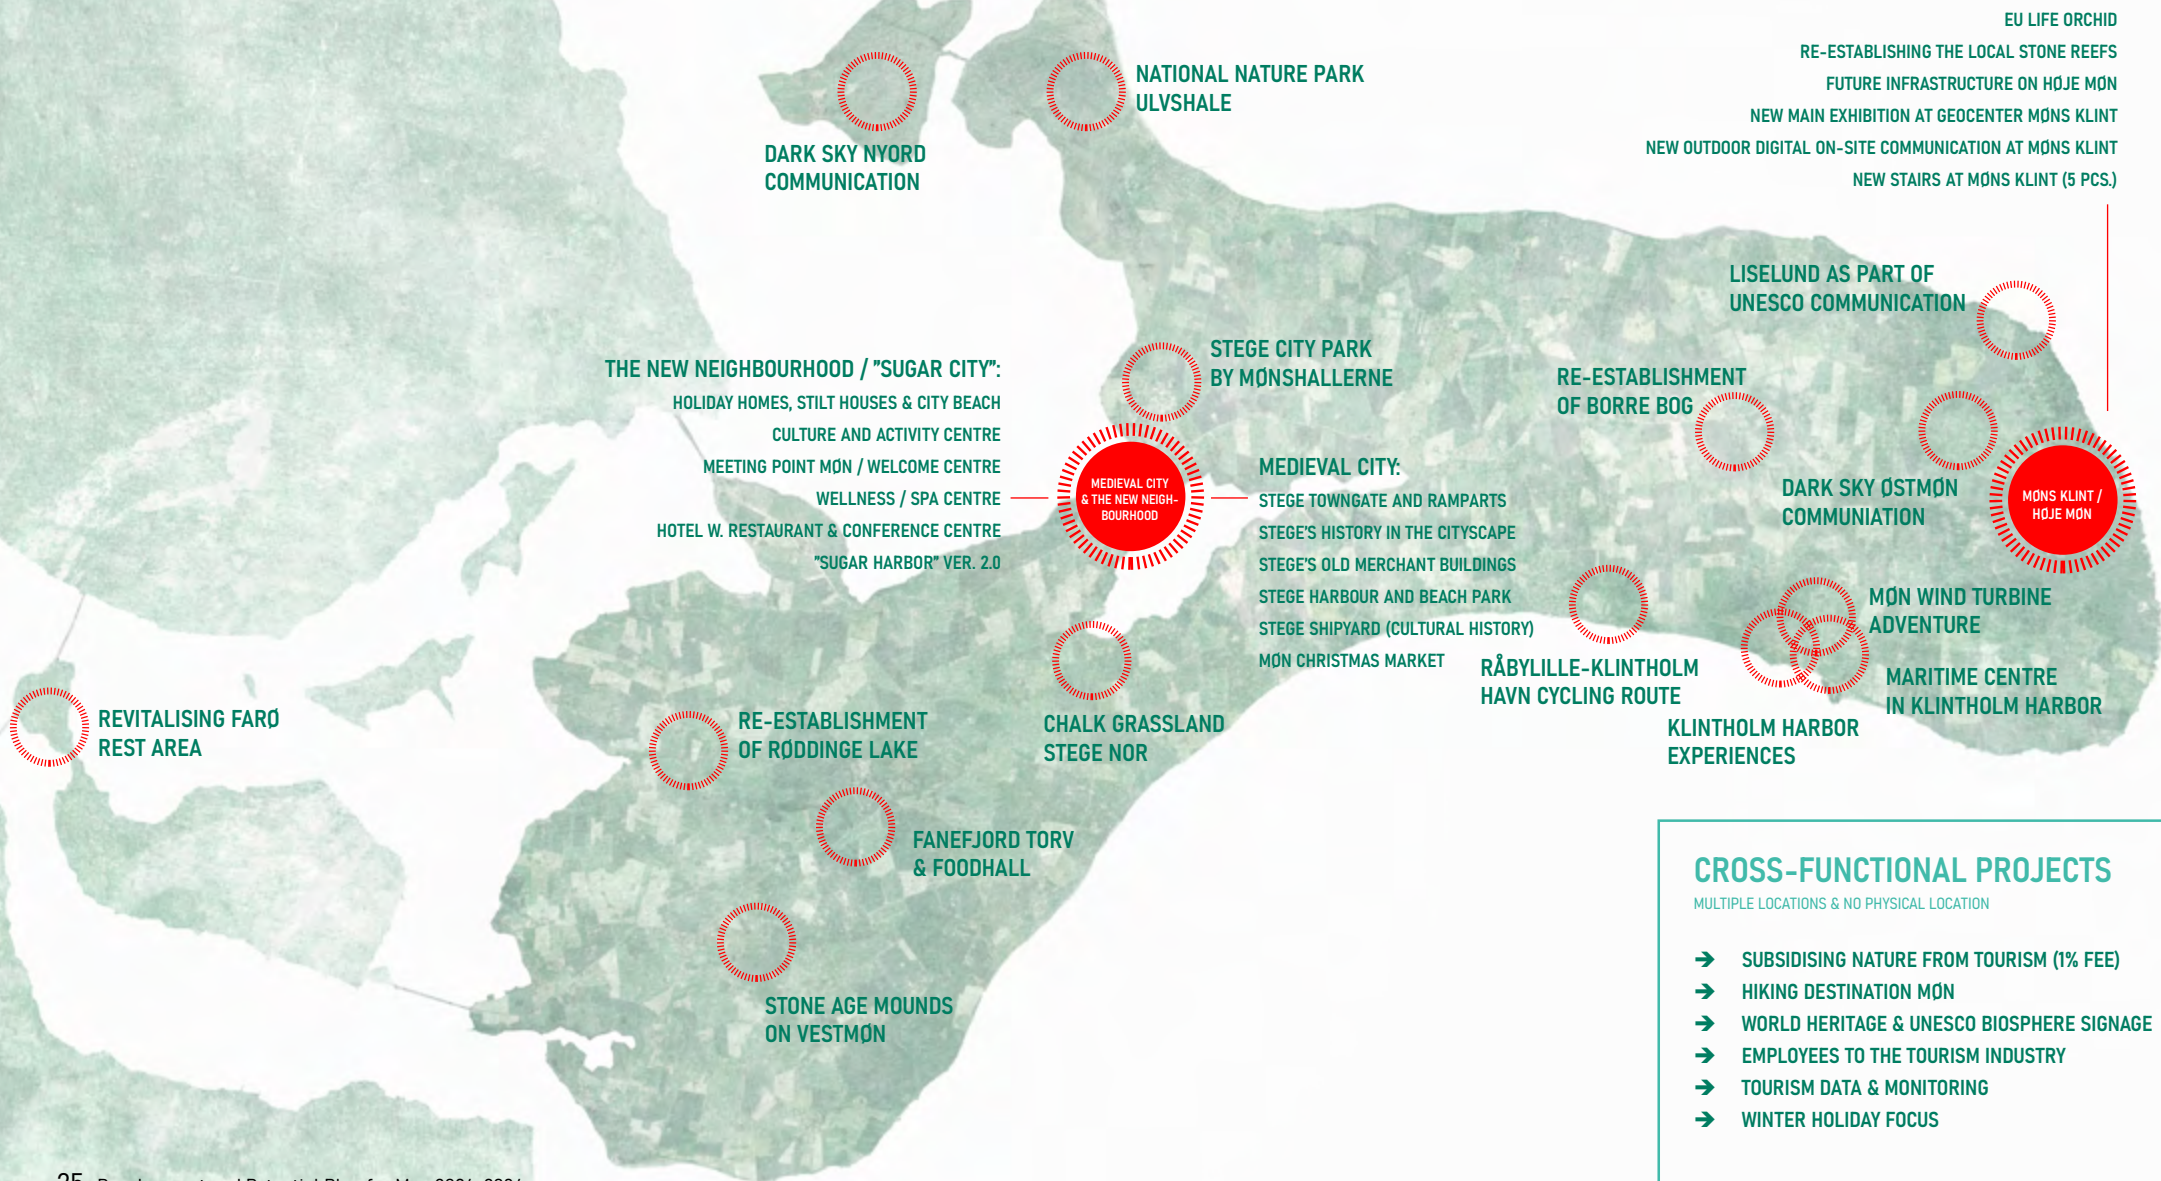 EU LIFE ORCHID
RE-ESTABLISHING THE LOCAL STONE REEFS
FUTURE INFRASTRUCTURE ON HØJE MØN
NEW MAIN EXHIBITION AT GEOCENTER MØNS KLINT
NEW OUTDOOR DIGITAL ON-SITE COMMUNICATION AT MØNS KLINT
NEW STAIRS AT MØNS KLINT (5 PCS.)
NATIONAL NATURE PARK
ULVSHALE
DARK SKY NYORD
COMMUNICATION
LISELUND AS PART OF
UNESCO COMMUNICATION
STEGE CITY PARK
BY MØNSHALLERNE
THE NEW NEIGHBOURHOOD / "SUGAR CITY":
HOLIDAY HOMES, STILT HOUSES & CITY BEACH
CULTURE AND ACTIVITY CENTRE
MEETING POINT MØN / WELCOME CENTRE
WELLNESS / SPA CENTRE
HOTEL W. RESTAURANT & CONFERENCE CENTRE
"SUGAR HARBOR" VER. 2.0
MEDIEVAL CITY
& THE NEW NEIGH-
BOURHOOD
MEDIEVAL CITY:
STEGE TOWNGATE AND RAMPARTS
STEGE'S HISTORY IN THE CITYSCAPE
STEGE'S OLD MERCHANT BUILDINGS
STEGE HARBOUR AND BEACH PARK
STEGE SHIPYARD (CULTURAL HISTORY)
MØN CHRISTMAS MARKET
RE-ESTABLISHMENT
OF BORRE BOG
DARK SKY ØSTMØN
COMMUNIATION
MØNS KLINT /
HØJE MØN
MØN WIND TURBINE
ADVENTURE
MARITIME CENTRE
IN KLINTHOLM HARBOR
RÅBYLILLE-KLINTHOLM
HAVN CYCLING ROUTE
KLINTHOLM HARBOR
EXPERIENCES
REVITALISING FARØ
REST AREA
RE-ESTABLISHMENT
OF RØDDINGE LAKE
CHALK GRASSLAND
STEGE NOR
FANEFJORD TORV
& FOODHALL
STONE AGE MOUNDS
ON VESTMØN
CROSS-FUNCTIONAL PROJECTS
MULTIPLE LOCATIONS & NO PHYSICAL LOCATION
➔ SUBSIDISING NATURE FROM TOURISM (1% FEE)
➔ HIKING DESTINATION MØN
➔ WORLD HERITAGE & UNESCO BIOSPHERE SIGNAGE
➔ EMPLOYEES TO THE TOURISM INDUSTRY
➔ TOURISM DATA & MONITORING
➔ WINTER HOLIDAY FOCUS